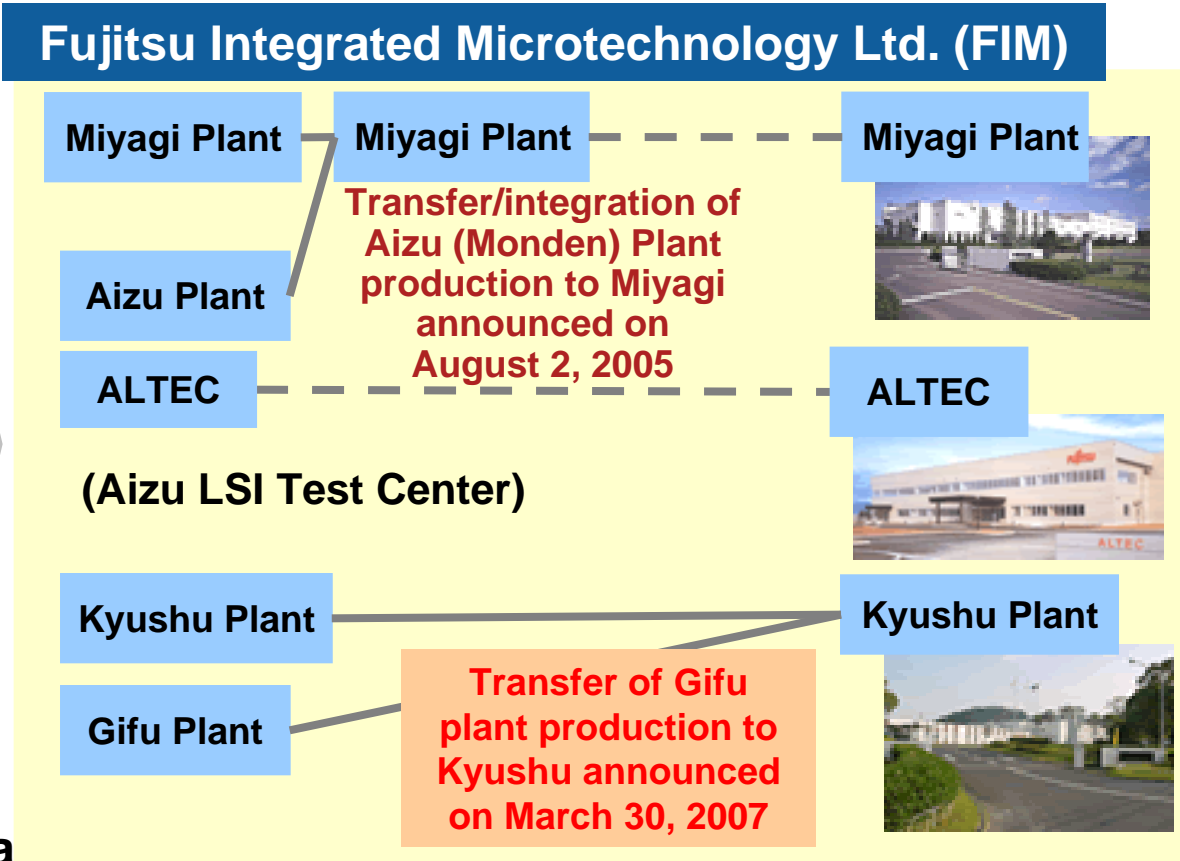 Fujitsu Integrated Microtechnology Ltd. (FIM)
Miyagi Plant
Miyagi Plant
Miyagi Plant
Transfer/integration of
Aizu (Monden) Plant
production to Miyagi
announced on
August 2, 2005
Aizu Plant
ALTEC
ALTEC
(Aizu LSI Test Center)
FUJITSU
ALTEC
Kyushu Plant
Kyushu Plant
Gifu Plant
Transfer of Gifu
plant production to
Kyushu announced
on March 30, 2007
a